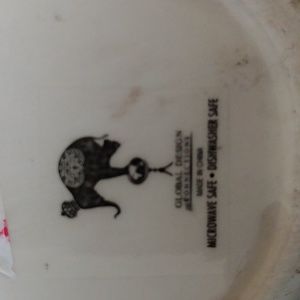 GLOBAL DESIGN
CONNECTIONS
MADE IN CHINA
MICROWAVE SAFE • DISHWASHER SAFE